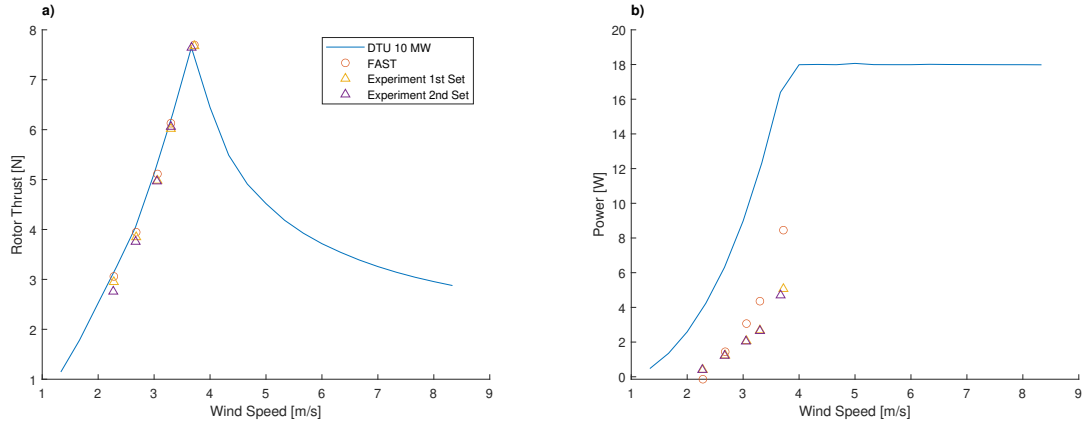 a)
8
7
6
5
4
3
2
1
Rotor Thrust [N]
1 2 3 4 5 6 7 8 9
Wind Speed [m/s]
DTU 10 MW
FAST
Experiment 1st Set
Experiment 2nd Set
b)
20
18
16
14
12
10
8
6
4
2
0
Power [W]
1 2 3 4 5 6 7 8 9
Wind Speed [m/s]